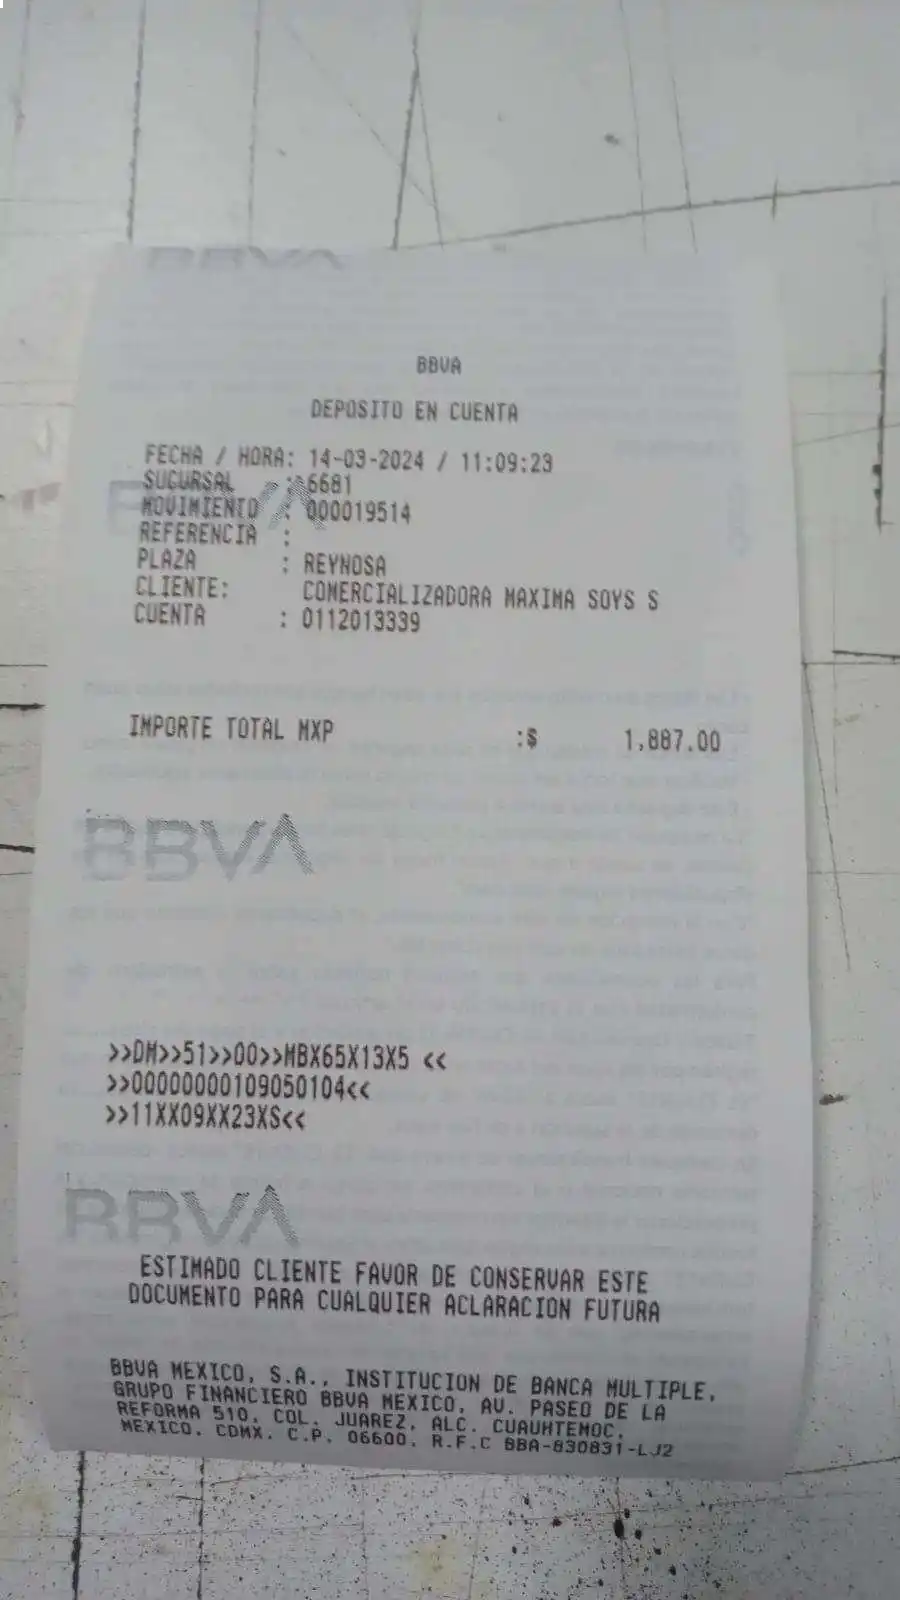 BBVA
BBVA
DEPOSITO EN CUENTA
FECHA / HORA: 14-03-2024 / 11:09:23
SUCURSAL : 6681
BBVA
MOVIMIENTO : 000019514
REFERENCIA :
PLAZA : REYNOSA
CLIENTE: COMERCIALIZADORA MAXIMA SOYS S
CUENTA : 0112013339
IMPORTE TOTAL MXP :$ 1,887.00
BBVA
>>DM>>51>>00>>MBX65X13X5 <<
>>00000000109050104<<
>>11XX09XX23XS<<
BBVA
ESTIMADO CLIENTE FAVOR DE CONSERVAR ESTE
DOCUMENTO PARA CUALQUIER ACLARACION FUTURA
BBVA MEXICO, S.A., INSTITUCION DE BANCA MULTIPLE,
GRUPO FINANCIERO BBVA MEXICO, AV. PASEO DE LA
REFORMA 510, COL. JUAREZ, ALC. CUAUHTEMOC,
MEXICO, CDMX. C.P. 06600, R.F.C BBA-830831-LJ2